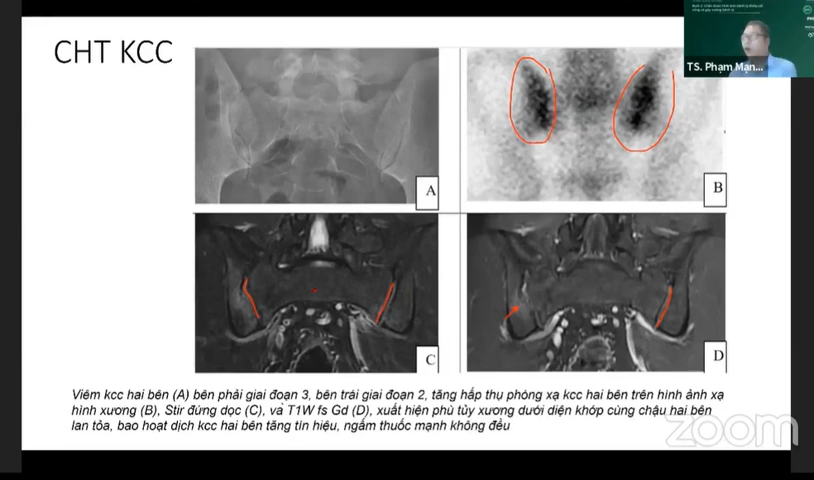 CHT KCC
TS. Phạm Mạn...
A
B
C
D
Viêm kcc hai bên (A) bên phải giai đoạn 3, bên trái giai đoạn 2, tăng hấp thụ phóng xạ kcc hai bên trên hình ảnh xạ
hình xương (B), Stir đứng dọc (C), và T1W fs Gd (D), xuất hiện phù tủy xương dưới diện khớp cùng chậu hai bên
lan tỏa, bao hoạt dịch kcc hai bên tăng tín hiệu, ngấm thuốc mạnh không đều
zoom